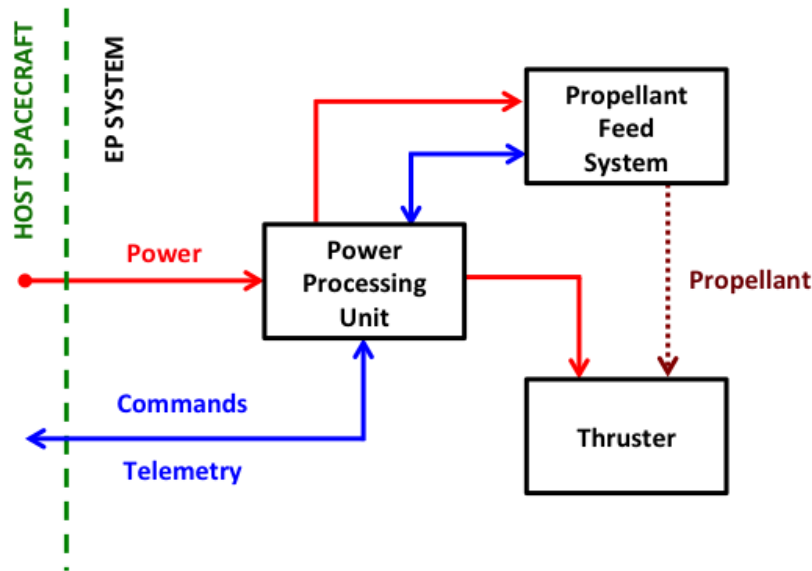 HOST SPACECRAFT
EP SYSTEM
Propellant
Feed
System
Power
Power
Processing
Unit
Propellant
Commands
Telemetry
Thruster